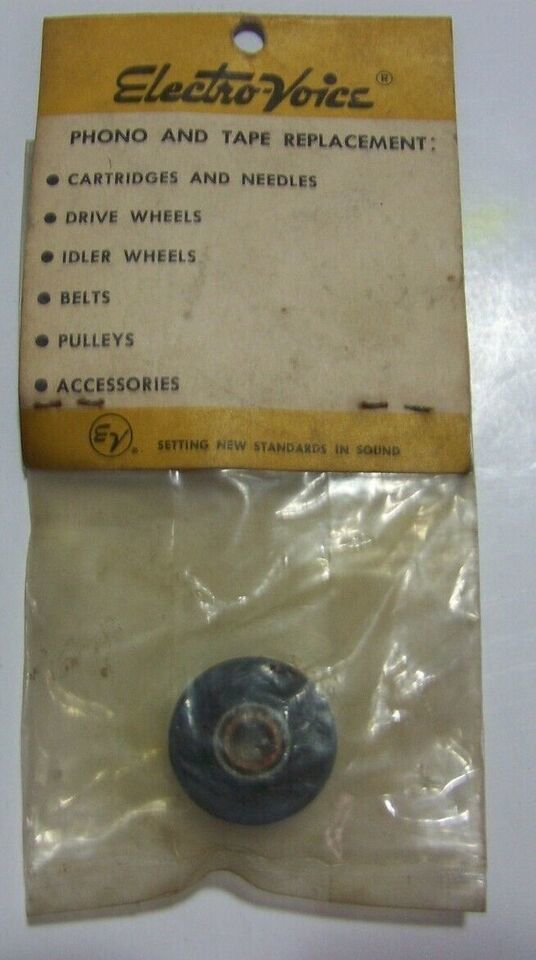 Electro-Voice®
PHONO AND TAPE REPLACEMENT:
• CARTRIDGES AND NEEDLES
• DRIVE WHEELS
• IDLER WHEELS
• BELTS
• PULLEYS
• ACCESSORIES
EV® SETTING NEW STANDARDS IN SOUND